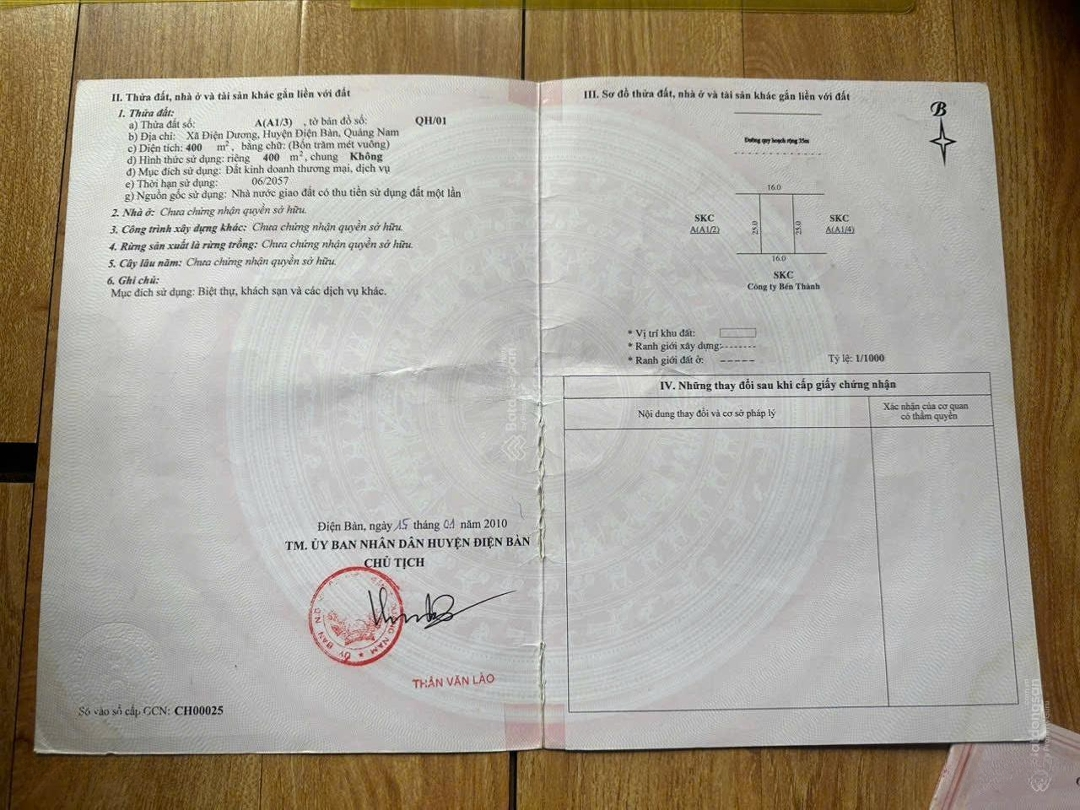 II. Thửa đất, nhà ở và tài sản khác gắn liền với đất
1. Thửa đất:
a) Thửa đất số: A(A1/3) , tờ bản đồ số: QH/01
b) Địa chỉ: Xã Điện Dương, Huyện Điện Bàn, Quảng Nam
c) Diện tích: 400 m², bằng chữ: (Bốn trăm mét vuông)
d) Hình thức sử dụng: riêng 400 m², chung Không
đ) Mục đích sử dụng: Đất kinh doanh thương mại, dịch vụ
e) Thời hạn sử dụng: 06/2057
g) Nguồn gốc sử dụng: Nhà nước giao đất có thu tiền sử dụng đất một lần
2. Nhà ở: Chưa chứng nhận quyền sở hữu.
3. Công trình xây dựng khác: Chưa chứng nhận quyền sở hữu.
4. Rừng sản xuất là rừng trồng: Chưa chứng nhận quyền sở hữu.
5. Cây lâu năm: Chưa chứng nhận quyền sở hữu.
6. Ghi chú:
Mục đích sử dụng: Biệt thự, khách sạn và các dịch vụ khác.
Điện Bàn, ngày 15 tháng 01 năm 2010
TM. ỦY BAN NHÂN DÂN HUYỆN ĐIỆN BÀN
CHỦ TỊCH
THÂN VĂN LÀO
Số vào sổ cấp GCN: CH00025
III. Sơ đồ thửa đất, nhà ở và tài sản khác gắn liền với đất
B
Đường quy hoạch rộng 35m
16.0
SKC
A(A1/2)
25.0
25.0
SKC
A(A1/4)
16.0
SKC
Công ty Bến Thành
* Vị trí khu đất:
* Ranh giới xây dựng:
* Ranh giới đất ở:
Tỷ lệ: 1/1000
IV. Những thay đổi sau khi cấp giấy chứng nhận
Nội dung thay đổi và cơ sở pháp lý
Xác nhận của cơ quan
có thẩm quyền